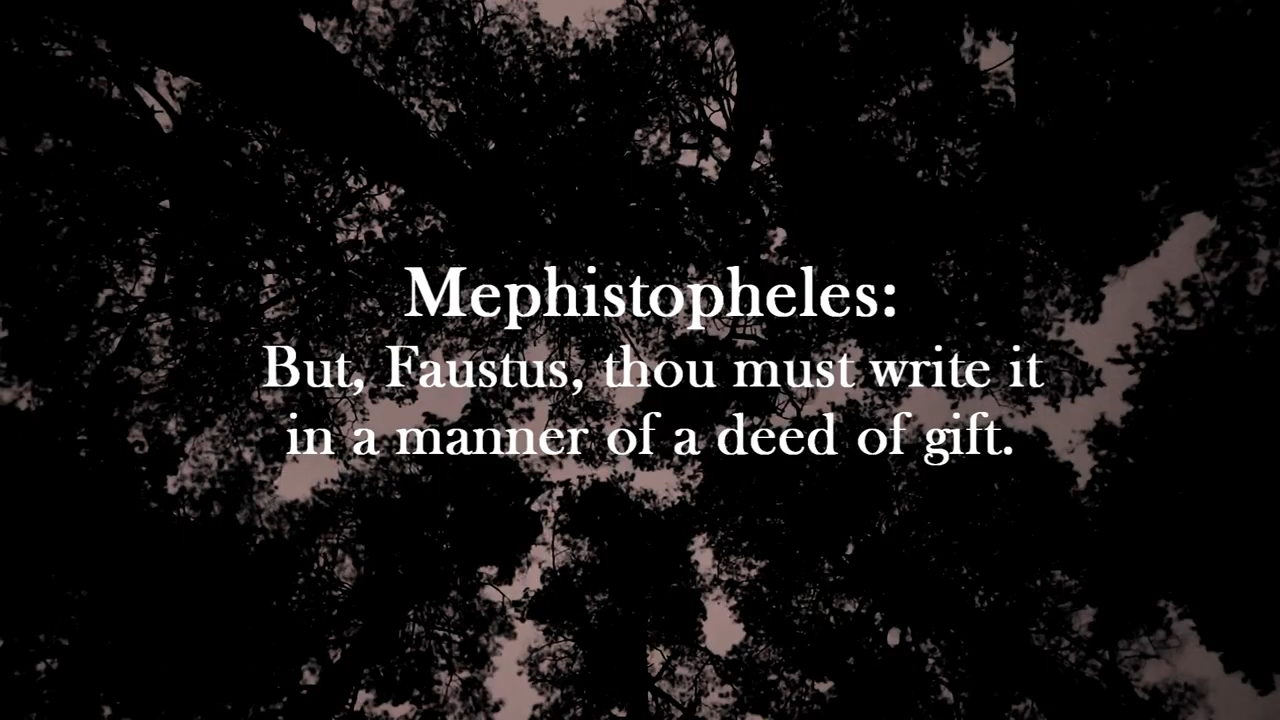 Mephistopheles:
But, Faustus, thou must write it
in a manner of a deed of gift.